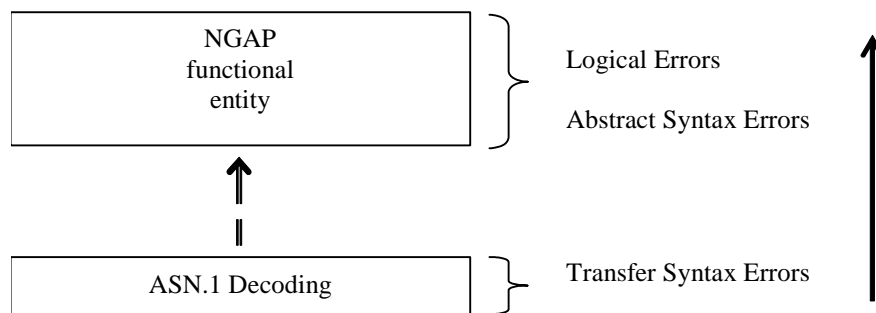 NGAP
functional
entity
Logical Errors
Abstract Syntax Errors
ASN.1 Decoding
Transfer Syntax Errors